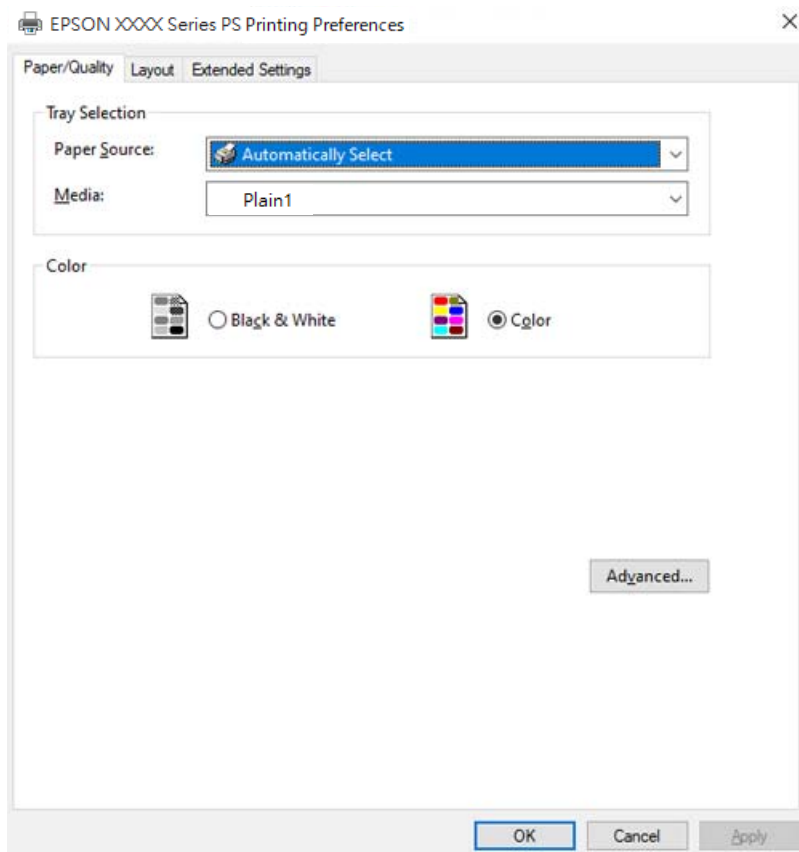 EPSON XXXX Series PS Printing Preferences
Paper/Quality Layout Extended Settings
Tray Selection
Paper Source: Automatically Select
Media: Plain1
Color
Black & White Color
Advanced...
OK Cancel Apply